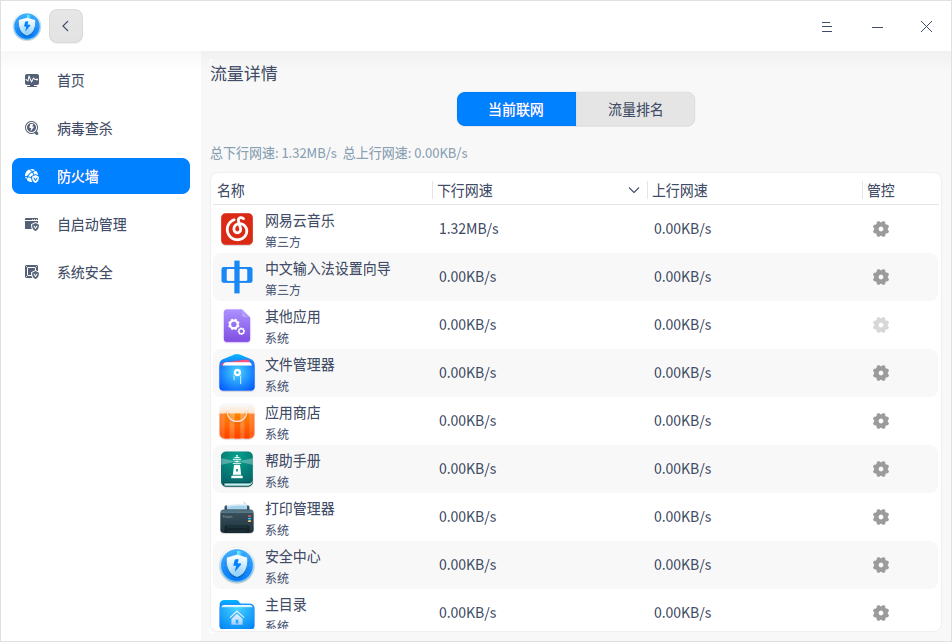 首页
病毒查杀
防火墙
自启动管理
系统安全
流量详情
当前联网 流量排名
总下行网速: 1.32MB/s 总上行网速: 0.00KB/s
名称 下行网速 上行网速 管控
网易云音乐
第三方
1.32MB/s 0.00KB/s
中文输入法设置向导
第三方
0.00KB/s 0.00KB/s
其他应用
系统
0.00KB/s 0.00KB/s
文件管理器
系统
0.00KB/s 0.00KB/s
应用商店
系统
0.00KB/s 0.00KB/s
帮助手册
系统
0.00KB/s 0.00KB/s
打印管理器
系统
0.00KB/s 0.00KB/s
安全中心
系统
0.00KB/s 0.00KB/s
主目录
系统
0.00KB/s 0.00KB/s